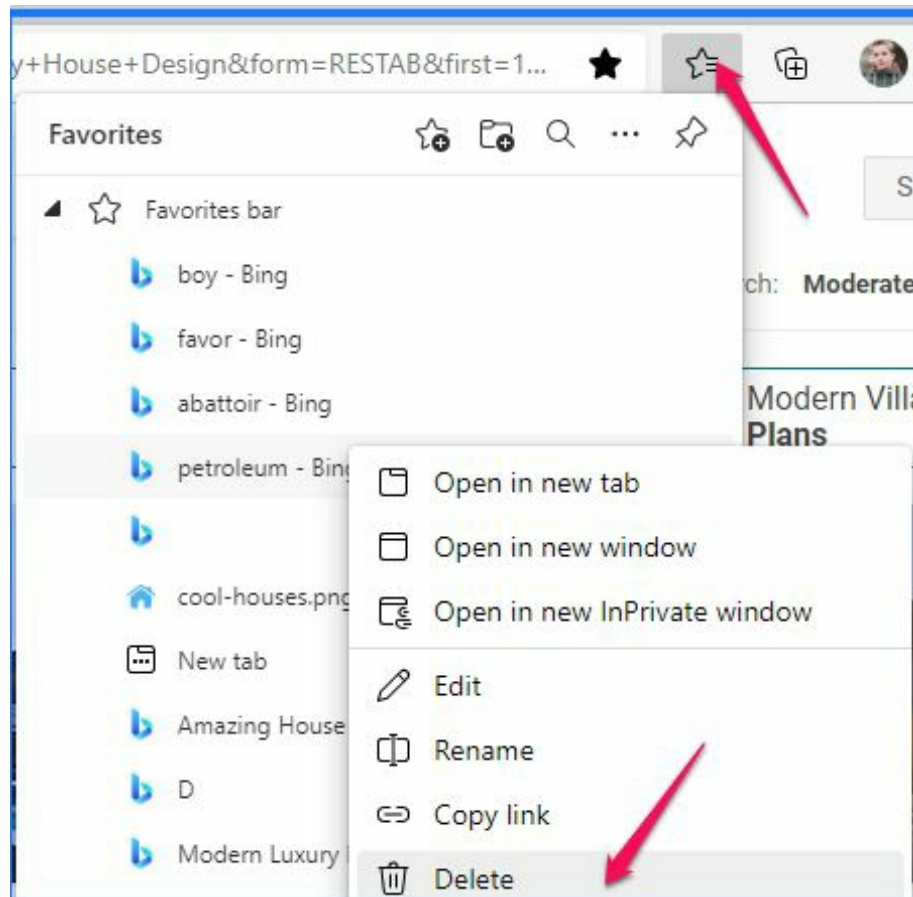 y+House+Design&form=RESTAB&first=1...
Favorites
S
Favorites bar
boy - Bing
ch: Moderate
favor - Bing
abattoir - Bing
Modern Villa
Plans
petroleum - Bing
Open in new tab
Open in new window
cool-houses.png
Open in new InPrivate window
New tab
Edit
Amazing House
Rename
D
Copy link
Modern Luxury
Delete